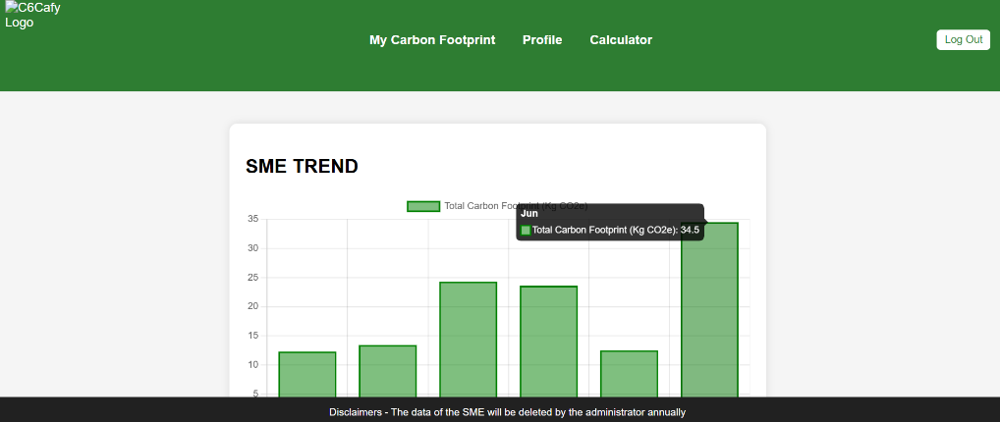 C6Cafy
Logo
My Carbon Footprint Profile Calculator
Log Out
SME TREND
Total Carbon Footprint (Kg CO2e)
Jun
Total Carbon Footprint (Kg CO2e): 34.5
35
30
25
20
15
10
5
Disclaimers - The data of the SME will be deleted by the administrator annually